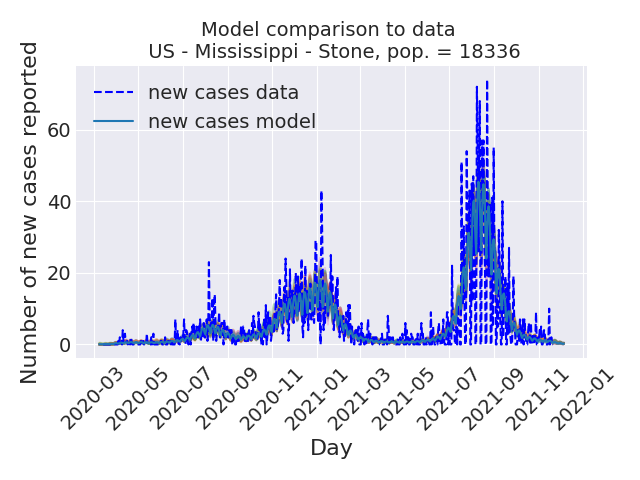 Model comparison to data
US - Mississippi - Stone, pop. = 18336
Number of new cases reported
new cases data
new cases model
60
40
20
0
2020-03
2020-05
2020-07
2020-09
2020-11
2021-01
2021-03
2021-05
2021-07
2021-09
2021-11
2022-01
Day